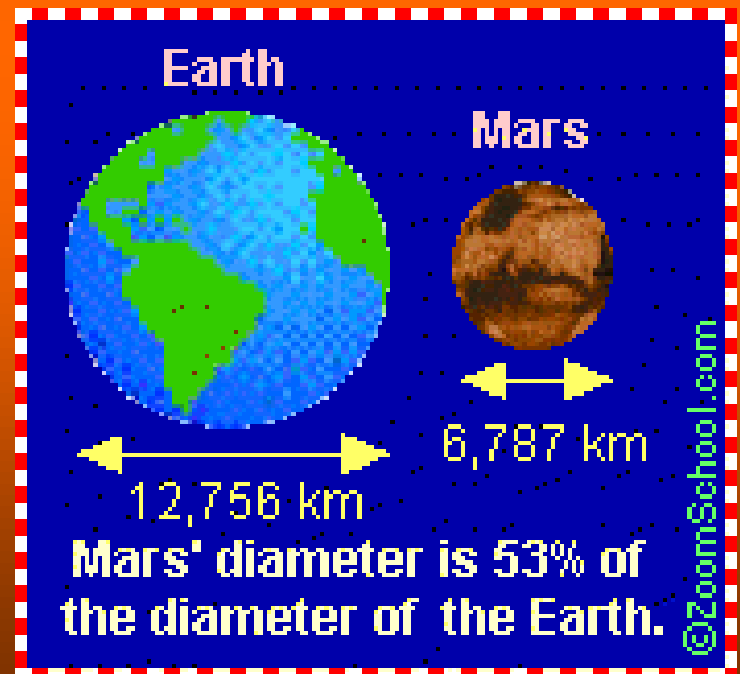 Earth
Mars
6,787 km
12,756 km
Mars' diameter is 53% of
the diameter of the Earth.
©ZoomSchool.com